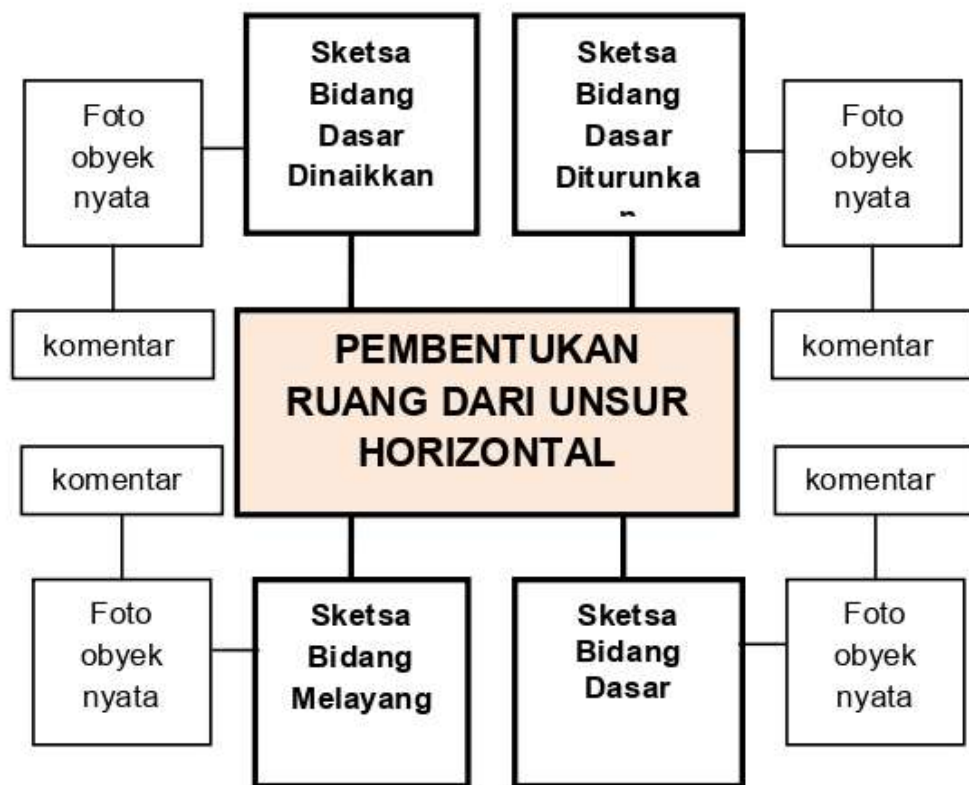 Sketsa
Bidang
Dasar
Dinaikkan
Sketsa
Bidang
Dasar
Diturunka
n
Foto
obyek
nyata
Foto
obyek
nyata
komentar
komentar
PEMBENTUKAN
RUANG DARI UNSUR
HORIZONTAL
komentar
komentar
Foto
obyek
nyata
Sketsa
Bidang
Melayang
Sketsa
Bidang
Dasar
Foto
obyek
nyata